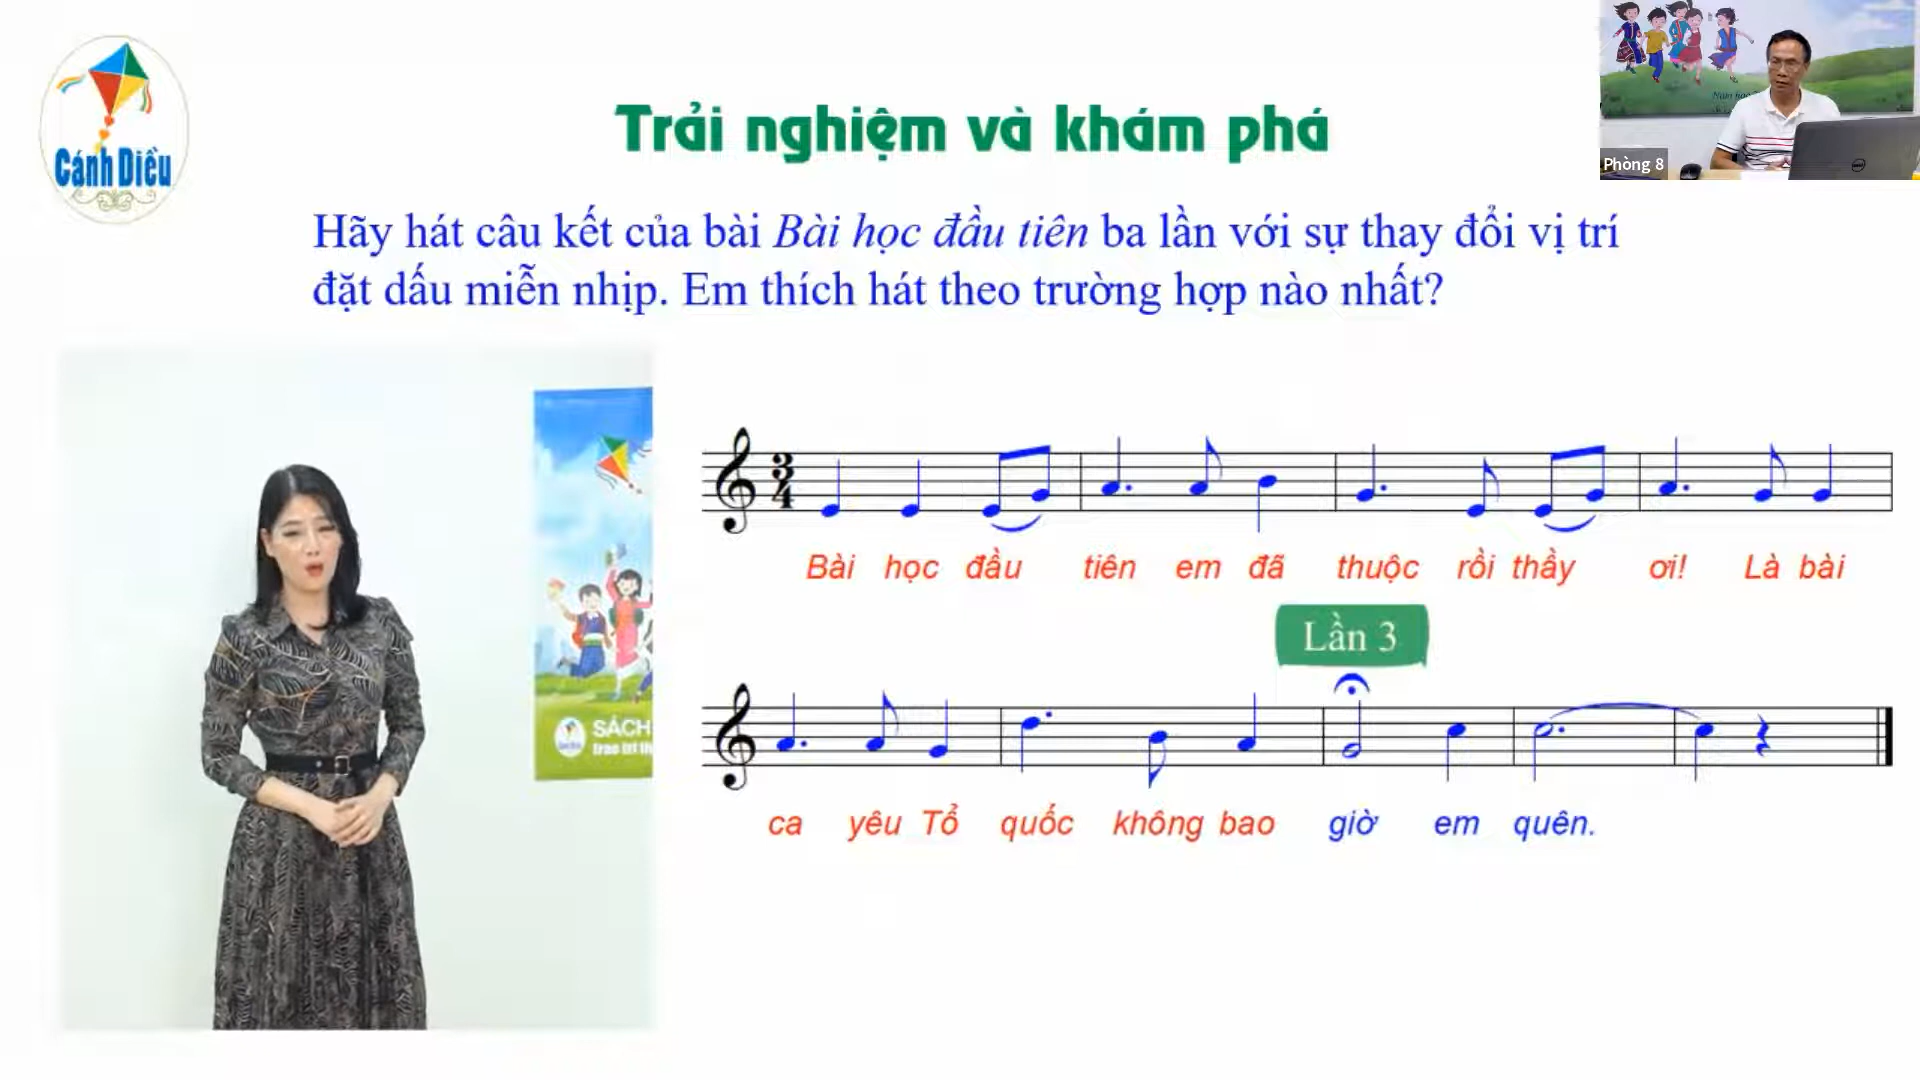 Cánh Diều
Trải nghiệm và khám phá
Phòng 8
Hãy hát câu kết của bài Bài học đầu tiên ba lần với sự thay đổi vị trí
đặt dấu miễn nhịp. Em thích hát theo trường hợp nào nhất?
3
4
Bài học đầu tiên em đã thuộc rồi thầy ơi! Là bài
Lần 3
ca yêu Tổ quốc không bao giờ em quên.
SÁCH